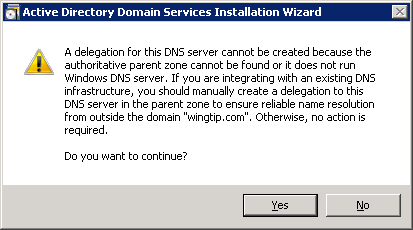 Active Directory Domain Services Installation Wizard
A delegation for this DNS server cannot be created because the
authoritative parent zone cannot be found or it does not run
Windows DNS server. If you are integrating with an existing DNS
infrastructure, you should manually create a delegation to this
DNS server in the parent zone to ensure reliable name resolution
from outside the domain "wingtip.com". Otherwise, no action is
required.
Do you want to continue?
Yes
No